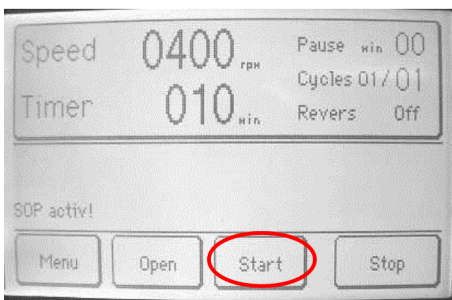 Speed 0400 rpm Pause min 00
Cycles 01/01
Timer 010 min Revers Off
SOP activ!
Menu Open Start Stop